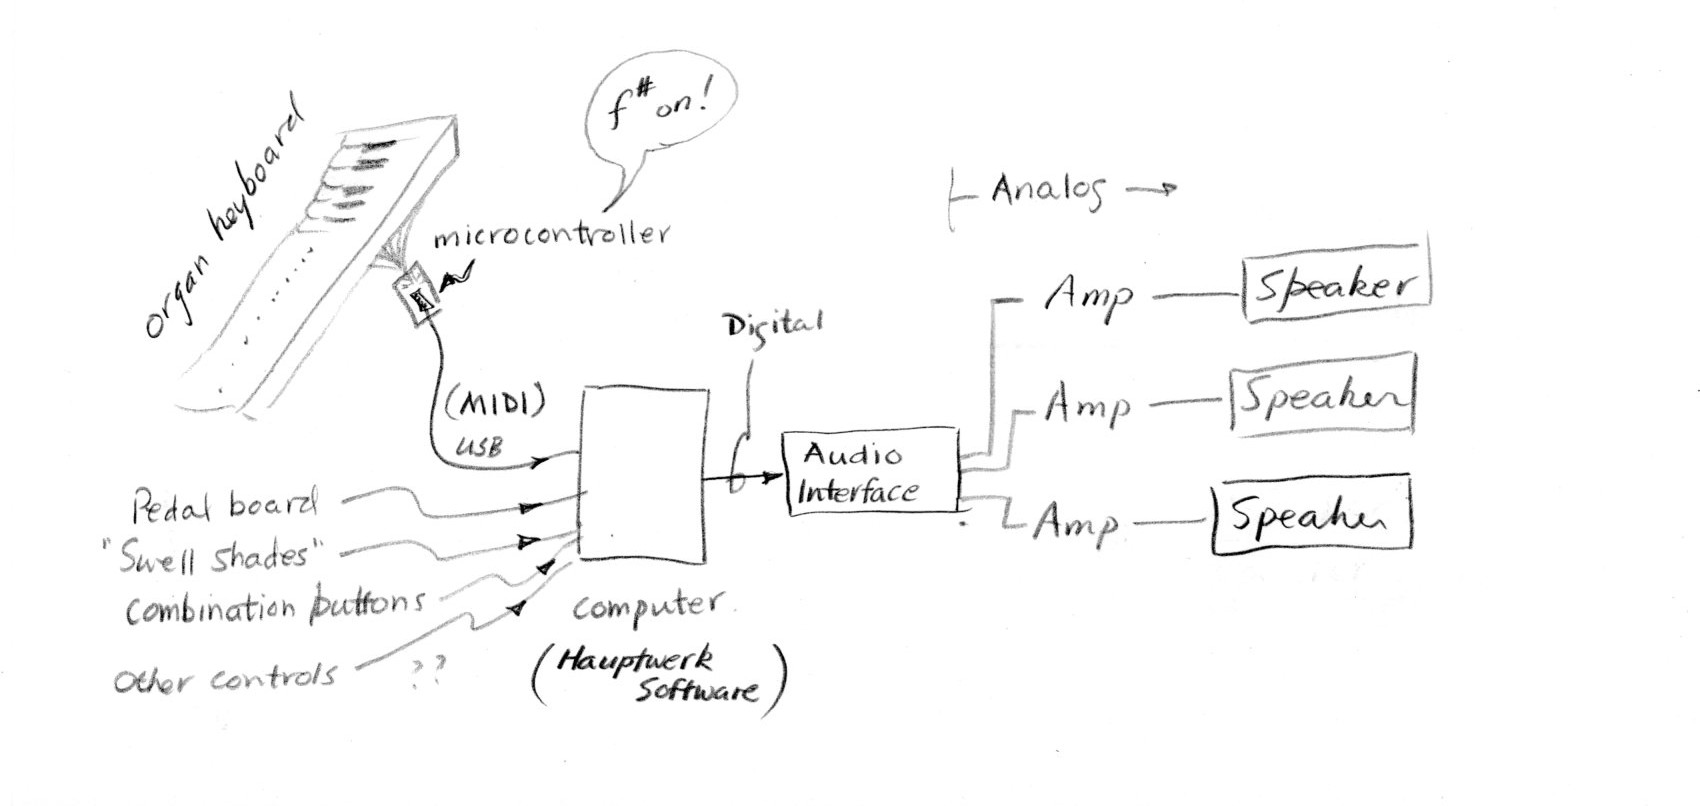 f# on!
organ keyboard
microcontroller
Analog
Amp
Speaker
Digital
(MIDI)
USB
Amp
Speaker
Audio
Interface
Pedal board
Amp
Speaker
"Swell shades"
Combination buttons
computer
Other controls ??
(Hauptwerk
Software)